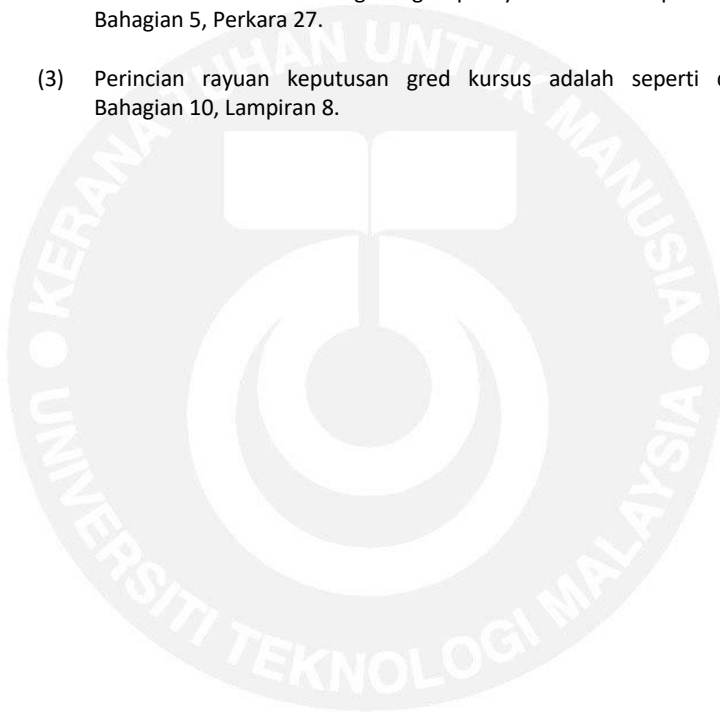 Bahagian 5, Perkara 27.
(3) Perincian rayuan keputusan gred kursus adalah seperti
Bahagian 10, Lampiran 8.
KERANA TUHAN UNTUK MANUSIA
UNIVERSITI TEKNOLOGI MALAYSIA